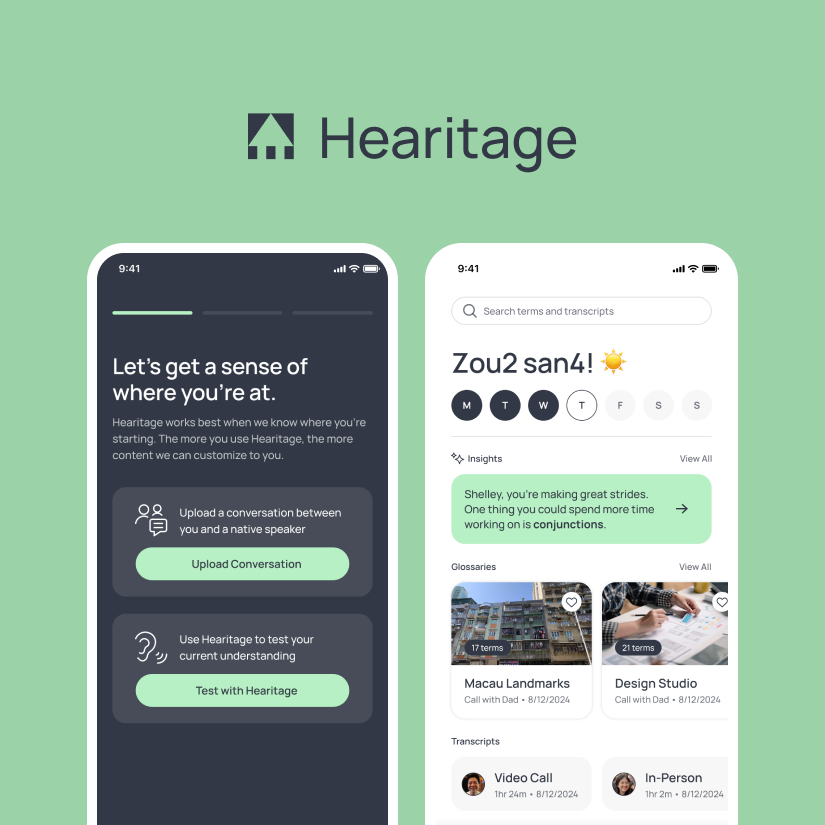 Hearitage
9:41
Let's get a sense of
where you're at.
Hearitage works best when we know where you're
starting. The more you use Hearitage, the more
content we can customize to you.
Upload a conversation between
you and a native speaker
Upload Conversation
Use Hearitage to test your
current understanding
Test with Hearitage
9:41
Search terms and transcripts
Zou2 san4! ☀️
M T W T F S S
Insights View All
Shelley, you're making great strides.
One thing you could spend more time
working on is conjunctions.
Glossaries View All
17 terms 21 terms
Macau Landmarks Design Studio
Call with Dad • 8/12/2024 Call with Dad • 8/12/2024
Transcripts
Video Call In-Person
1hr 24m • 8/12/2024 1hr 2m • 8/12/2024